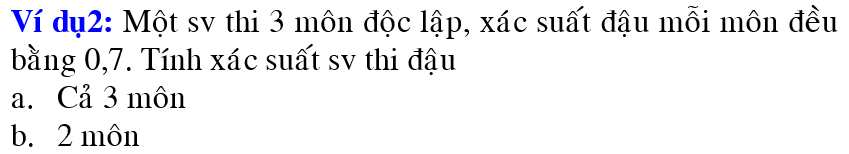 Ví dụ2: Một sv thi 3 môn độc lập, xác suất đậu mỗi môn đều
bằng 0,7. Tính xác suất sv thi đậu
a. Cả 3 môn
b. 2 môn